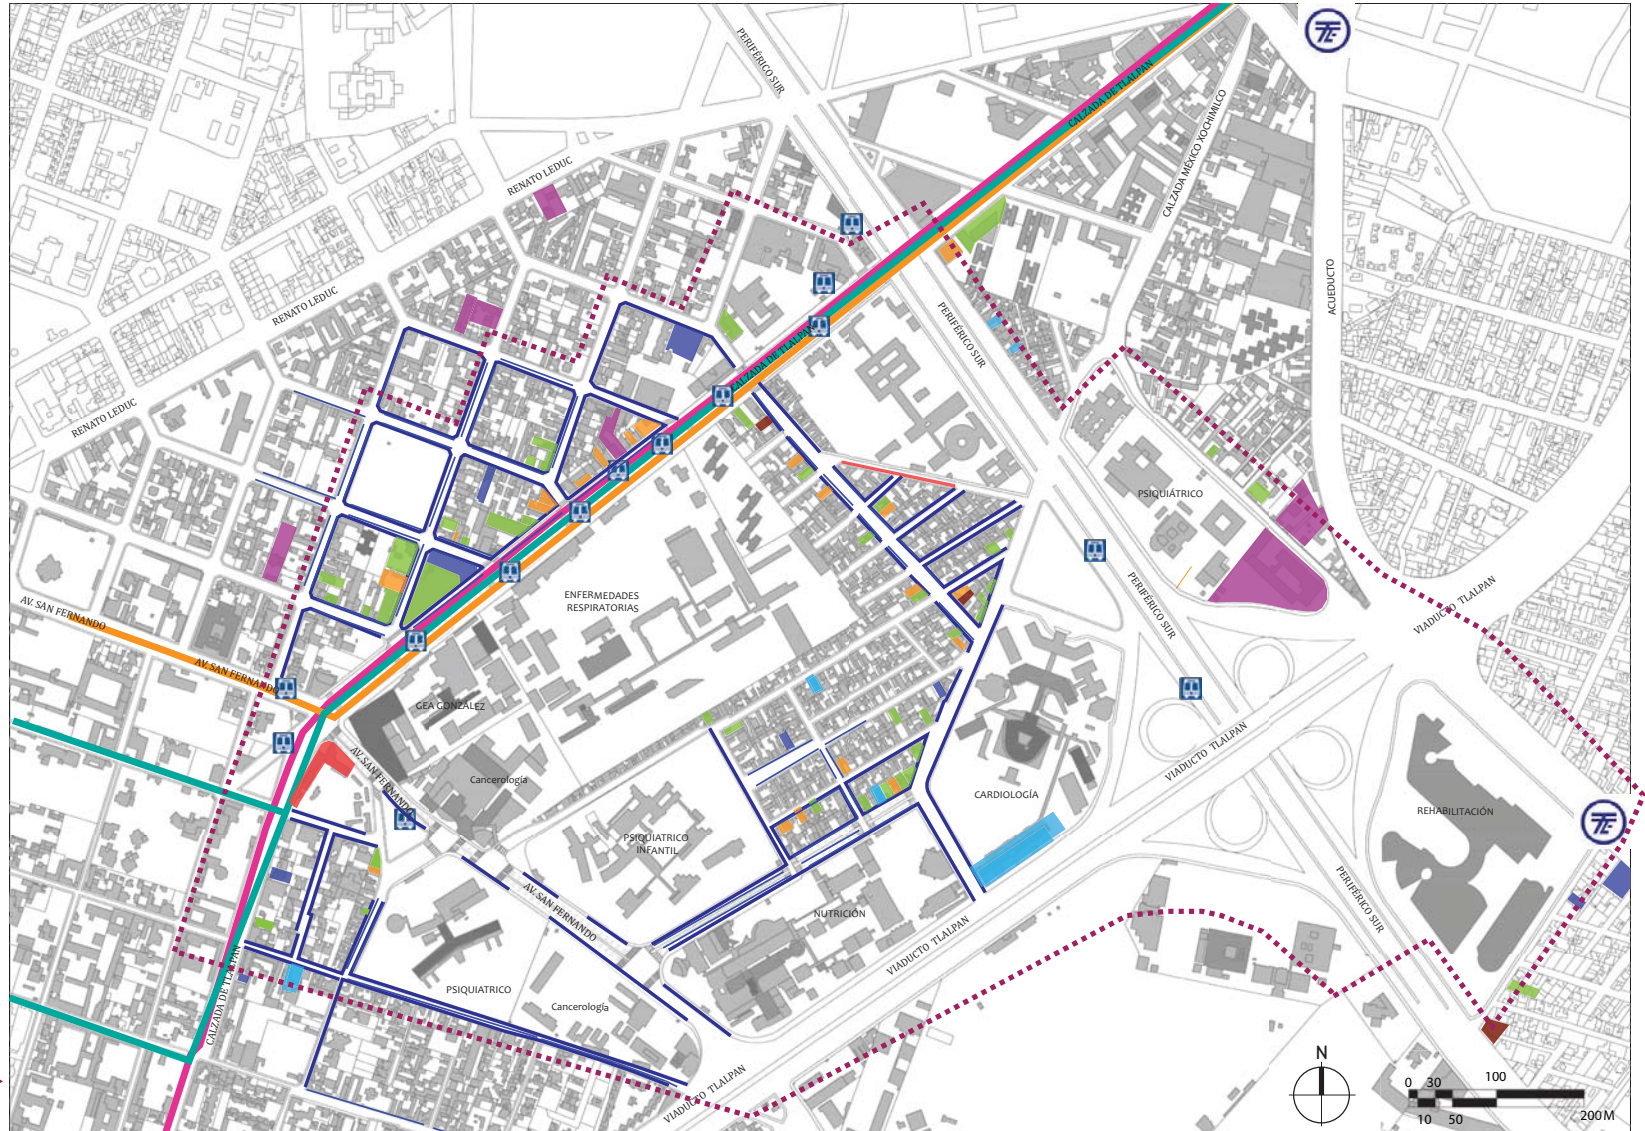 PERIFÉRICO SUR
CALZADA DE TLALPAN
CALZADA MÉXICO XOCHIMILCO
RENATO LEDUC
RENATO LEDUC
RENATO LEDUC
ACUEDUCTO
PERIFÉRICO SUR
CALZADA DE TLALPAN
PSIQUIÁTRICO
ENFERMEDADES
RESPIRATORIAS
PERIFÉRICO SUR
VIADUCTO TLALPAN
AV. SAN FERNANDO
AV. SAN FERNANDO
GEA GONZÁLEZ
AV. SAN FERNANDO
Cancerología
VIADUCTO TLALPAN
CARDIOLOGÍA
REHABILITACIÓN
PSIQUIATRICO
INFANTIL
AV. SAN FERNANDO
NUTRICIÓN
PERIFÉRICO SUR
VIADUCTO TLALPAN
CALZADA DE TLALPAN
PSIQUIATRICO
Cancerología
VIADUCTO TLALPAN
N
0 30 100
10 50 200 M